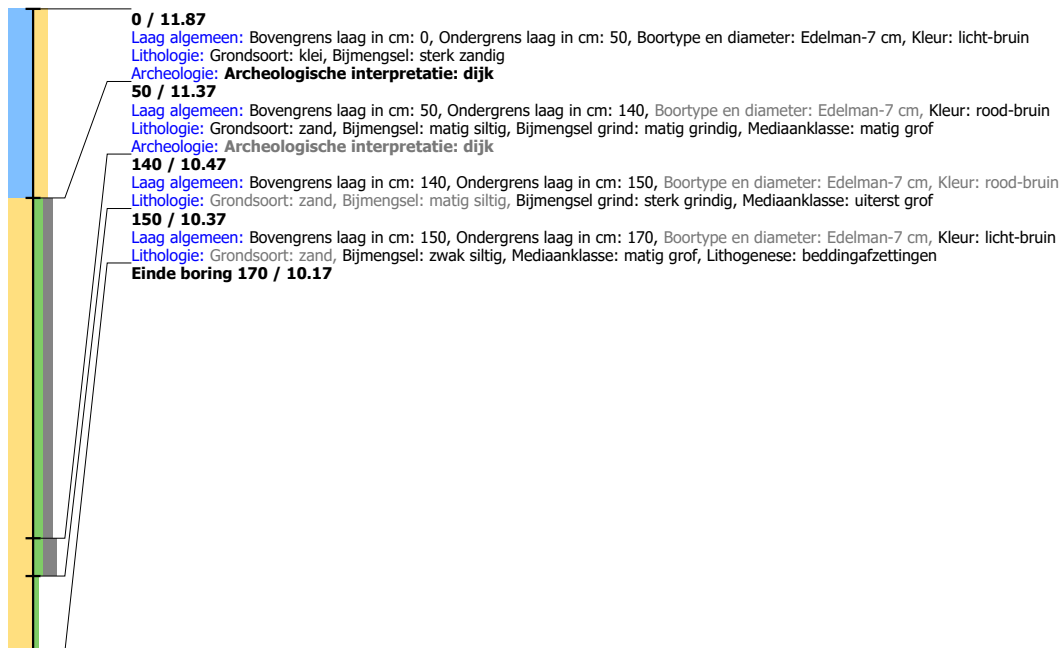 0 / 11.87
Laag algemeen: Bovengrens laag in cm: 0, Ondergrens laag in cm: 50, Boortype en diameter: Edelman-7 cm, Kleur: licht-bruin
Lithologie: Grondsoort: klei, Bijmengsel: sterk zandig
Archeologie: Archeologische interpretatie: dijk
50 / 11.37
Laag algemeen: Bovengrens laag in cm: 50, Ondergrens laag in cm: 140, Boortype en diameter: Edelman-7 cm, Kleur: rood-bruin
Lithologie: Grondsoort: zand, Bijmengsel: matig siltig, Bijmengsel grind: matig grindig, Mediaanklasse: matig grof
Archeologie: Archeologische interpretatie: dijk
140 / 10.47
Laag algemeen: Bovengrens laag in cm: 140, Ondergrens laag in cm: 150, Boortype en diameter: Edelman-7 cm, Kleur: rood-bruin
Lithologie: Grondsoort: zand, Bijmengsel: matig siltig, Bijmengsel grind: sterk grindig, Mediaanklasse: uiterst grof
150 / 10.37
Laag algemeen: Bovengrens laag in cm: 150, Ondergrens laag in cm: 170, Boortype en diameter: Edelman-7 cm, Kleur: licht-bruin
Lithologie: Grondsoort: zand, Bijmengsel: zwak siltig, Mediaanklasse: matig grof, Lithogenese: beddingafzettingen
Einde boring 170 / 10.17